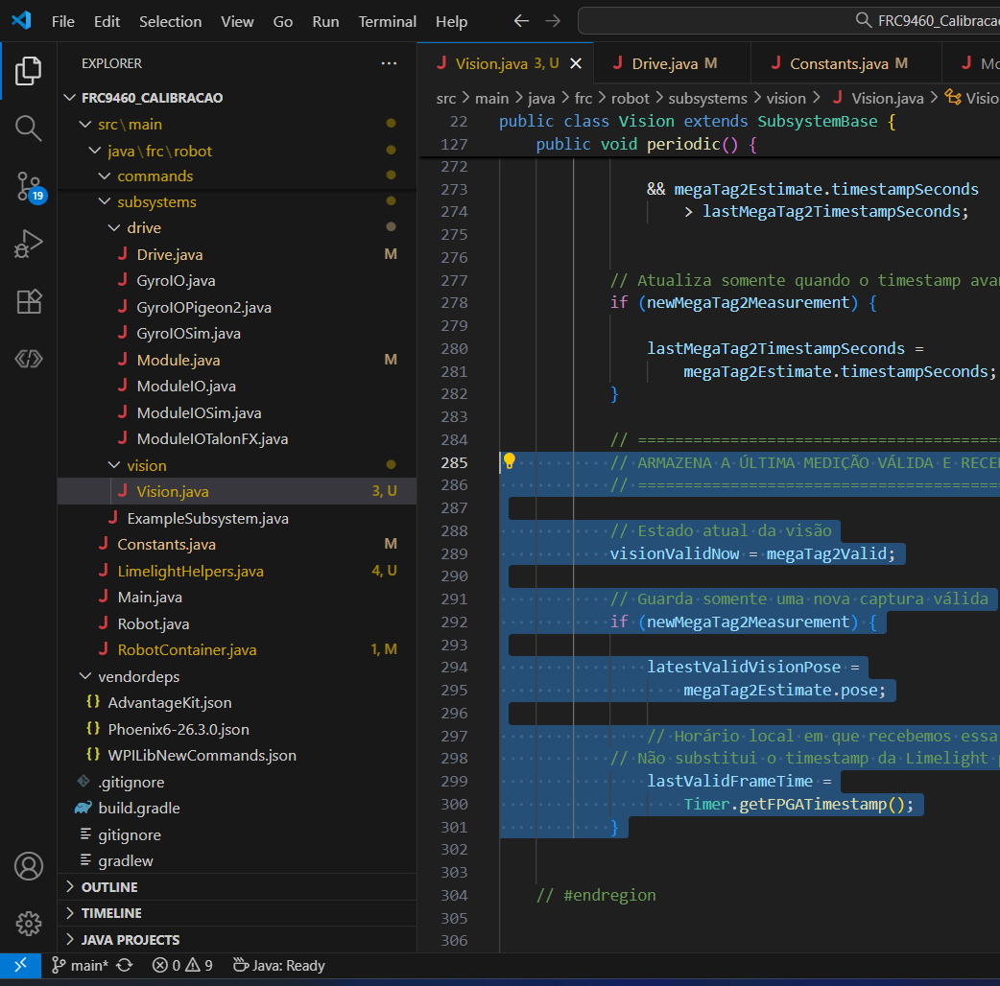 File Edit Selection View Go Run Terminal Help
FRC9460_Calibracao
EXPLORER
FRC9460_CALIBRACAO
src\main
java\frc\robot
commands
subsystems
drive
Drive.java M
GyroIO.java
GyroIOPigeon2.java
GyroIOSim.java
Module.java M
ModuleIO.java
ModuleIOSim.java
ModuleIOTalonFX.java
vision
Vision.java 3, U
ExampleSubsystem.java
Constants.java M
LimelightHelpers.java 4, U
Main.java
Robot.java
RobotContainer.java 1, M
vendordeps
{} AdvantageKit.json
{} Phoenix6-26.3.0.json
{} WPILibNewCommands.json
.gitignore
build.gradle
gitignore
gradlew
OUTLINE
TIMELINE
JAVA PROJECTS
19
J Vision.java 3, U
J Drive.java M
J Constants.java M
J Mo
src > main > java > frc > robot > subsystems > vision > J Vision.java > Visio
22 public class Vision extends SubsystemBase {
127 public void periodic() {
272
273 && megaTag2Estimate.timestampSeconds
274 > lastMegaTag2TimestampSeconds;
275
276
277 // Atualiza somente quando o timestamp ava
278 if (newMegaTag2Measurement) {
279
280 lastMegaTag2TimestampSeconds =
281 megaTag2Estimate.timestampSeconds;
282 }
283
284 // ========================================
285 // ARMAZENA A ÚLTIMA MEDIÇÃO VÁLIDA E RECE
286 // ========================================
287
288 // Estado atual da visão
289 visionValidNow = megaTag2Valid;
290
291 // Guarda somente uma nova captura válida
292 if (newMegaTag2Measurement) {
293
294 latestValidVisionPose =
295 megaTag2Estimate.pose;
296
297 // Horário local em que recebemos essa
298 // Não substitui o timestamp da Limelight
299 lastValidFrameTime =
300 Timer.getFPGATimestamp();
301 }
302
303
304 // #endregion
305
306
main* 0 9 Java: Ready